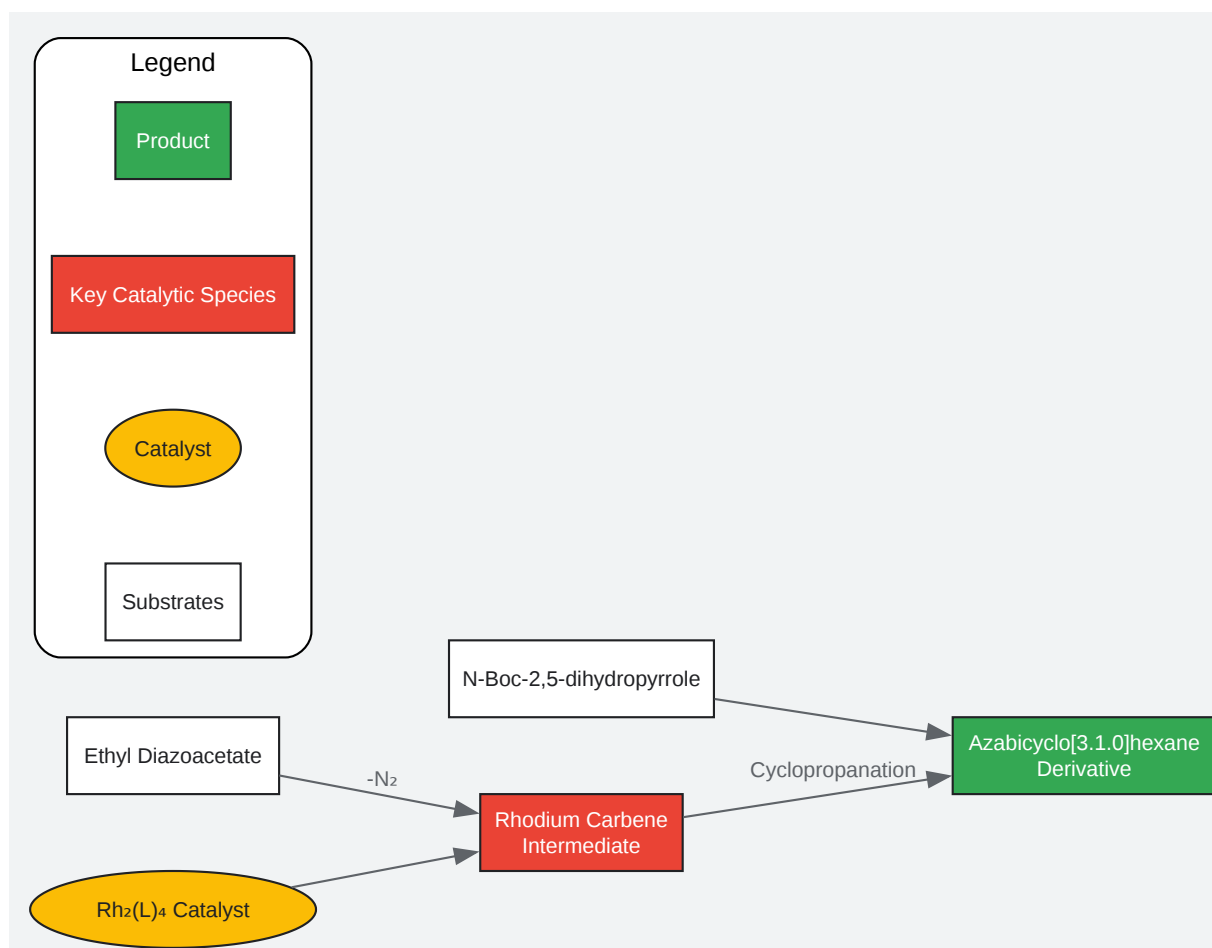 Legend
Product
Key Catalytic Species
Catalyst
Substrates
N-Boc-2,5-dihydropyrrole
Ethyl Diazoacetate
-N₂
Cyclopropanation
Azabicyclo[3.1.0]hexane
Derivative
Rhodium Carbene
Intermediate
Rh₂(L)₄ Catalyst